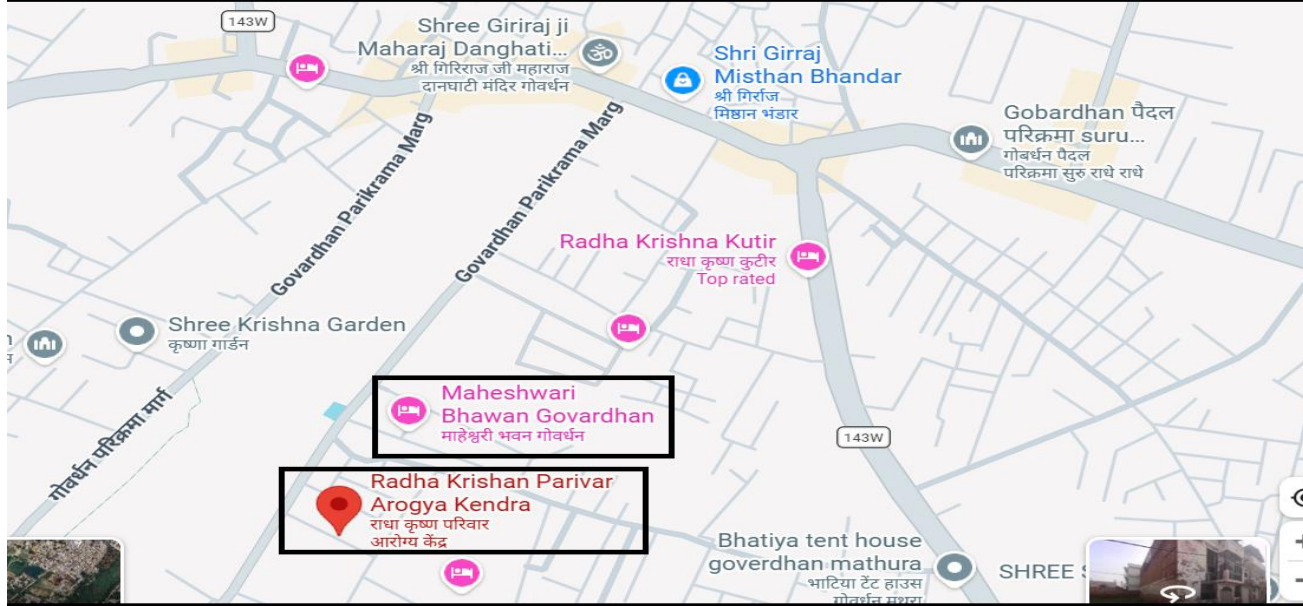 143W
Shree Giriraj ji
Maharaj Danghati...
श्री गिरिराज जी महाराज
दानघाटी मंदिर गोवर्धन
Shri Girraj
Misthan Bhandar
श्री गिर्राज
मिष्ठान भंडार
Gobardhan पैदल
परिक्रमा suru...
गोबर्धन पैदल
परिक्रमा सुरु राधे राधे
Govardhan Parikrama Marg
Govardhan Parikrama Marg
Radha Krishna Kutir
राधा कृष्ण कुटीर
Top rated
Shree Krishna Garden
कृष्णा गार्डन
गोवर्धन परिक्रमा मार्ग
Maheshwari
Bhawan Govardhan
माहेश्वरी भवन गोवर्धन
143W
Radha Krishan Parivar
Arogya Kendra
राधा कृष्ण परिवार
आरोग्य केंद्र
Bhatiya tent house
goverdhan mathura
भाटिया टेंट हाउस
गोवर्धन मथुरा
SHREE